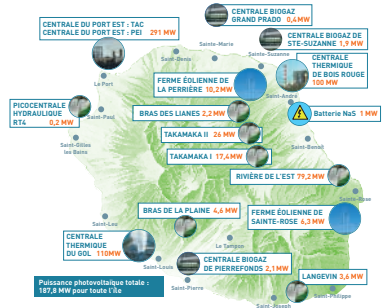 CENTRALE DU PORT EST : TAC
CENTRALE DU PORT EST : PEI 291 MW
CENTRALE BIOGAZ
GRAND PRADO 0,4MW
CENTRALE BIOGAZ DE
STE-SUZANNE 1,9 MW
Sainte-Marie
Saint-Denis
Sainte-Suzanne
CENTRALE
THERMIQUE
DE BOIS ROUGE
100 MW
Le Port
FERME ÉOLIENNE DE
LA PERRIÈRE 10,2MW
Saint-André
PICOCENTRALE
HYDRAULIQUE
RT4
0,2 MW
Saint-Paul
BRAS DES LIANES 2,2 MW
Batterie NaS 1 MW
TAKAMAKA II 26 MW
Saint-Gilles
les Bains
Saint-Benoît
TAKAMAKA I 17,4MW
RIVIÈRE DE L'EST 79,2 MW
Sainte-Rose
Saint-Leu
BRAS DE LA PLAINE 4,6 MW
FERME ÉOLIENNE DE
SAINTE-ROSE 6,3 MW
CENTRALE
THERMIQUE
DU GOL 110MW
Le Tampon
Saint-Louis
CENTRALE BIOGAZ
DE PIERREFONDS 2,1MW
Puissance photovoltaïque totale :
187,8 MW pour toute l'île
Saint-Pierre
LANGEVIN 3,6 MW
Saint-Philippe
Saint-Joseph